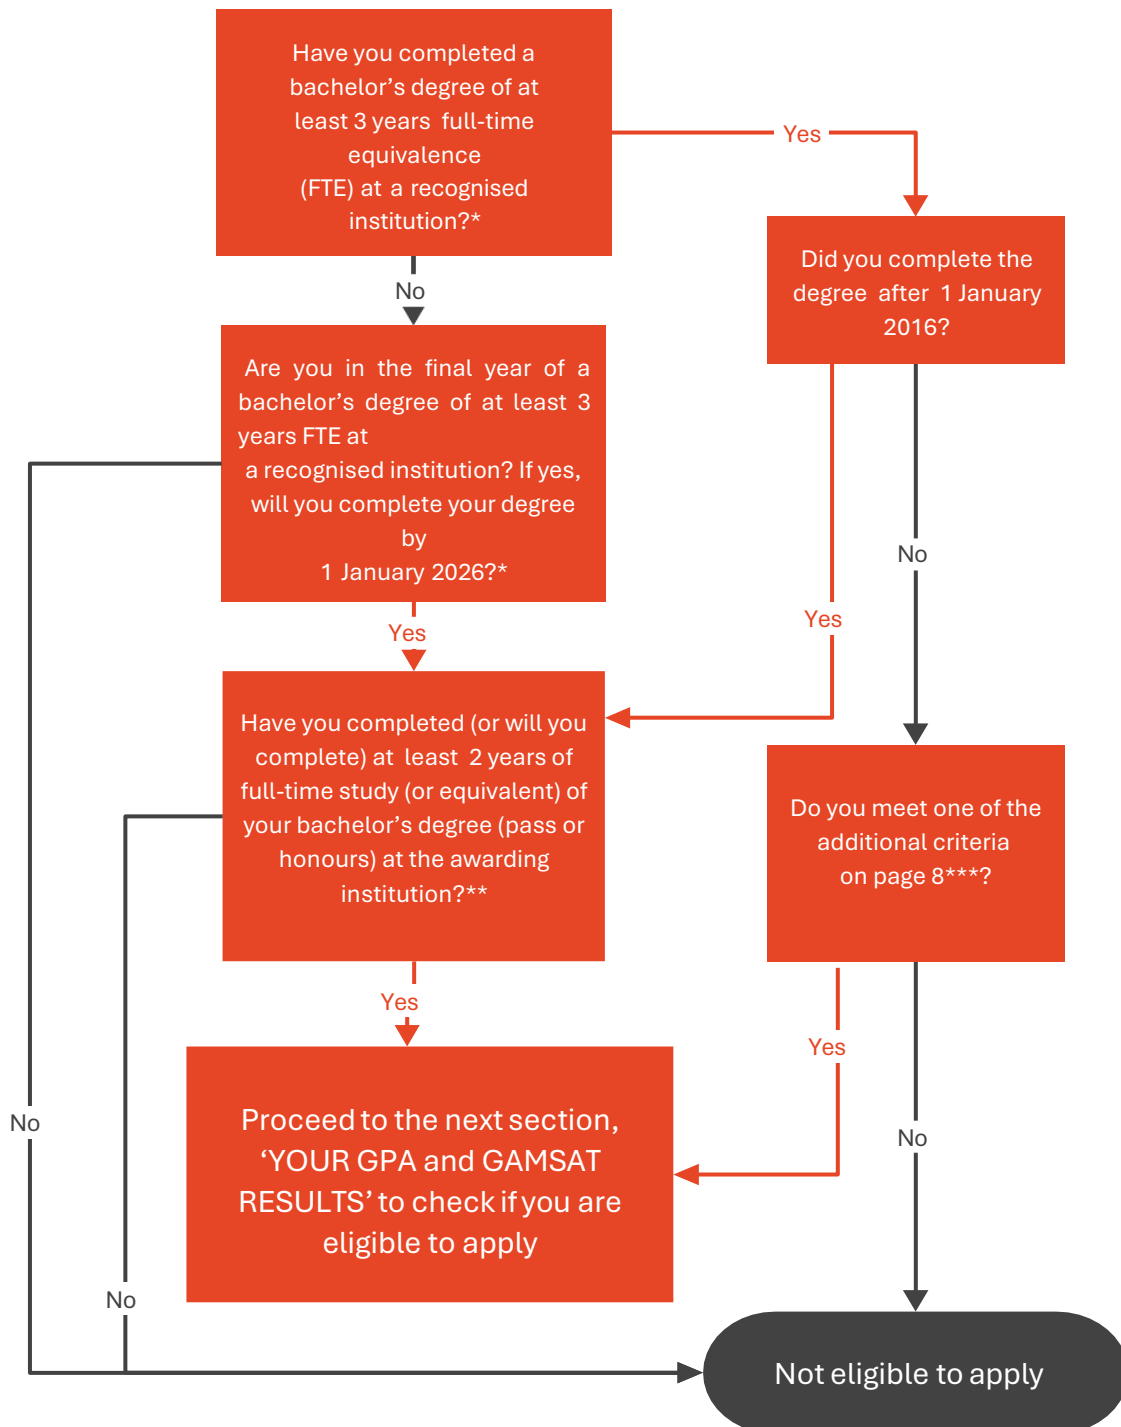 Have you completed a
bachelor’s degree of at
least 3 years full-time
equivalence
(FTE) at a recognised
institution?*
Yes
Did you complete the
degree after 1 January
2016?
No
Are you in the final year of a
bachelor’s degree of at least 3
years FTE at
a recognised institution? If yes,
will you complete your degree
by
1 January 2026?*
No
Yes
Yes
Have you completed (or will you
complete) at least 2 years of
full-time study (or equivalent) of
your bachelor’s degree (pass or
honours) at the awarding
institution?**
Do you meet one of the
additional criteria
on page 8***?
Yes
Yes
Proceed to the next section,
‘YOUR GPA and GAMSAT
RESULTS’ to check if you are
eligible to apply
No
No
No
Not eligible to apply